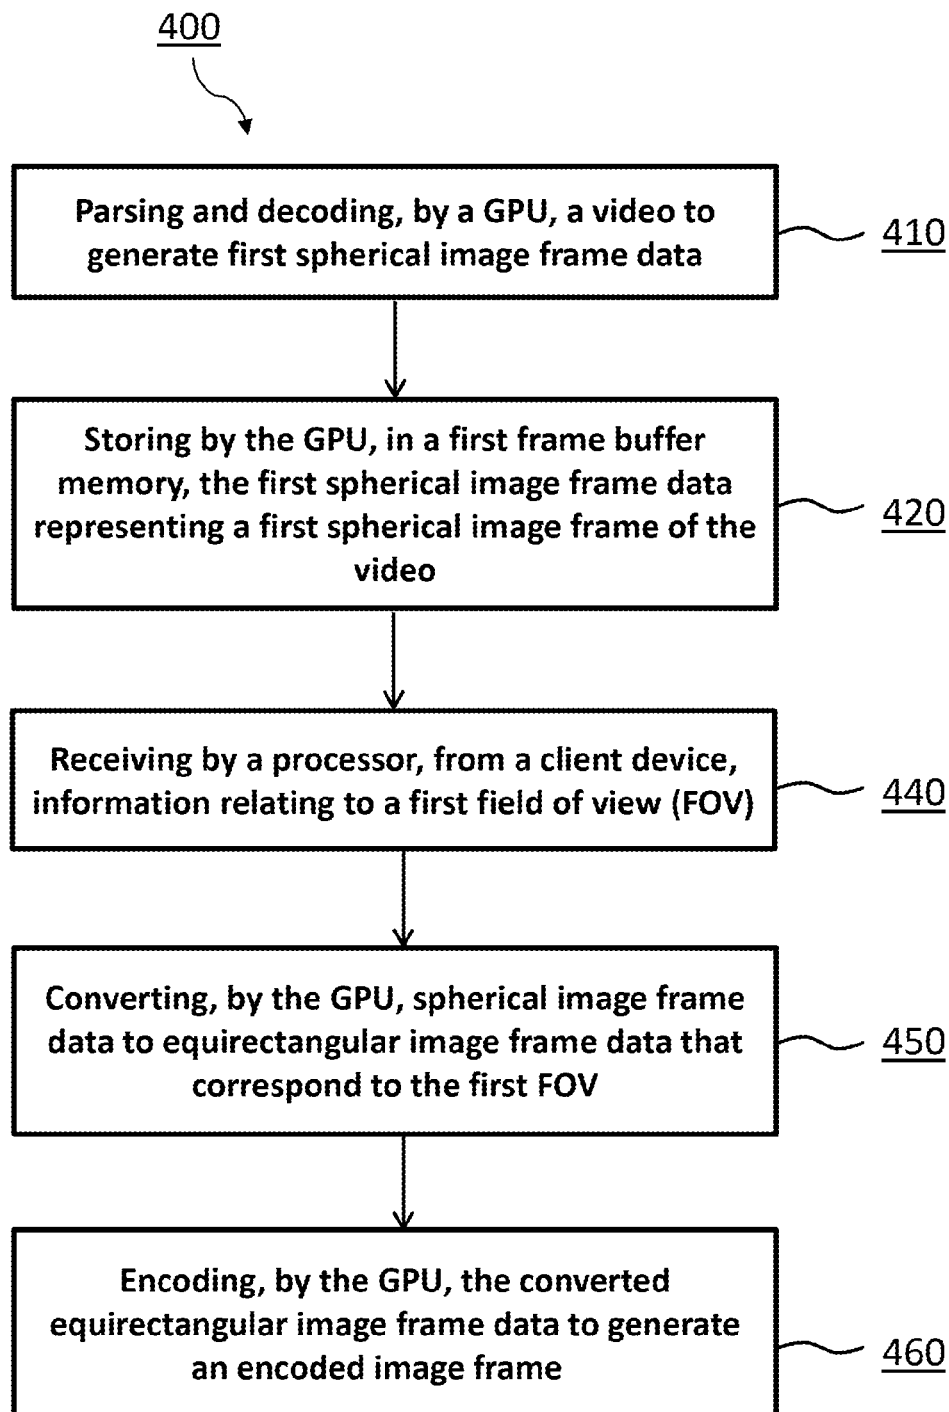 400
Parsing and decoding, by a GPU, a video to
generate first spherical image frame data
410
Storing by the GPU, in a first frame buffer
memory, the first spherical image frame data
representing a first spherical image frame of the
video
420
Receiving by a processor, from a client device,
information relating to a first field of view (FOV)
440
Converting, by the GPU, spherical image frame
data to equirectangular image frame data that
correspond to the first FOV
450
Encoding, by the GPU, the converted
equirectangular image frame data to generate
an encoded image frame
460